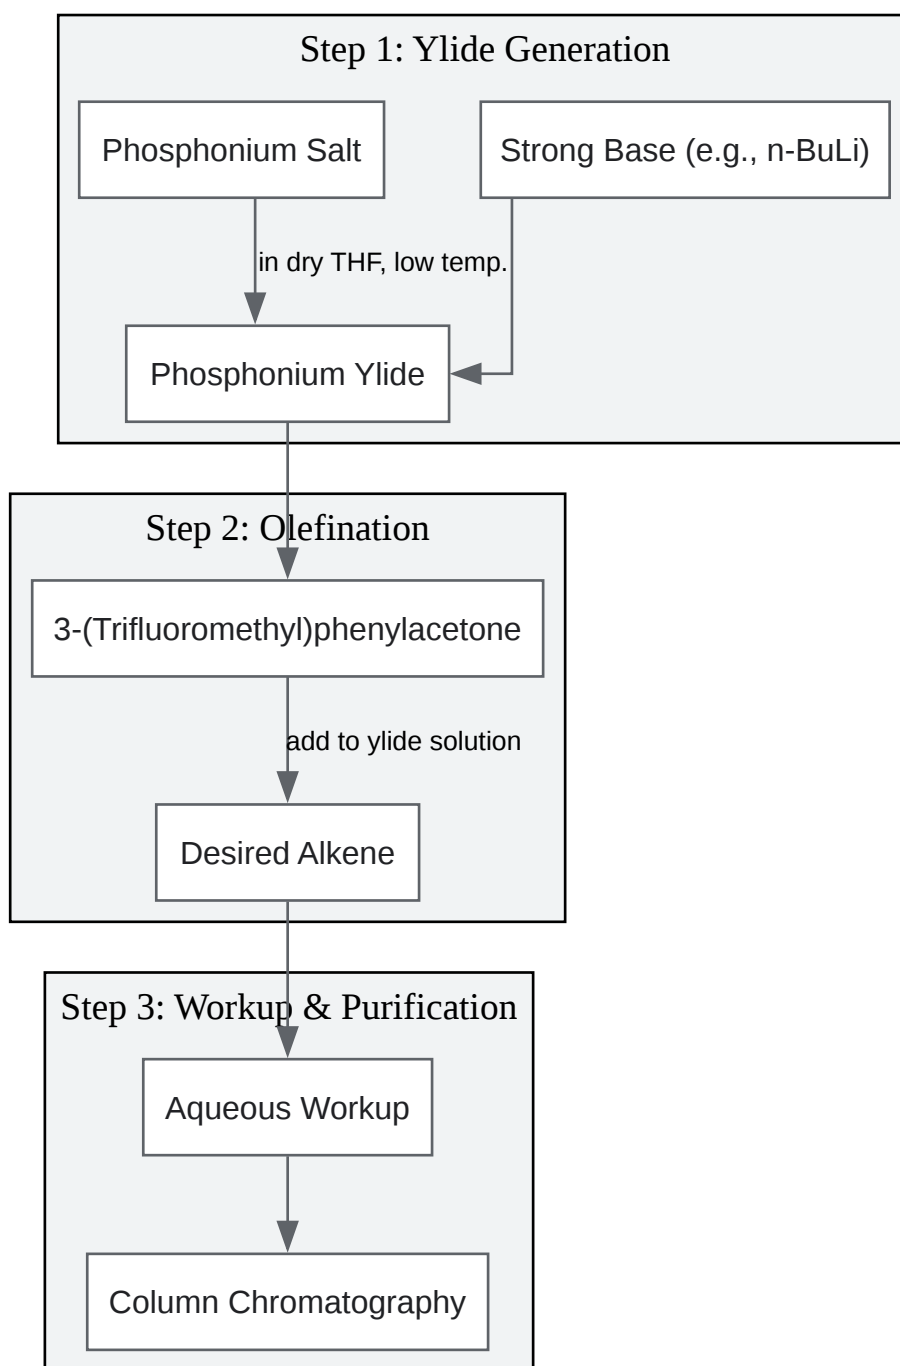 Step 1: Ylide Generation
Phosphonium Salt
Strong Base (e.g., n-BuLi)
in dry THF, low temp.
Phosphonium Ylide
Step 2: Olefination
3-(Trifluoromethyl)phenylacetone
add to ylide solution
Desired Alkene
Step 3: Workup & Purification
Aqueous Workup
Column Chromatography